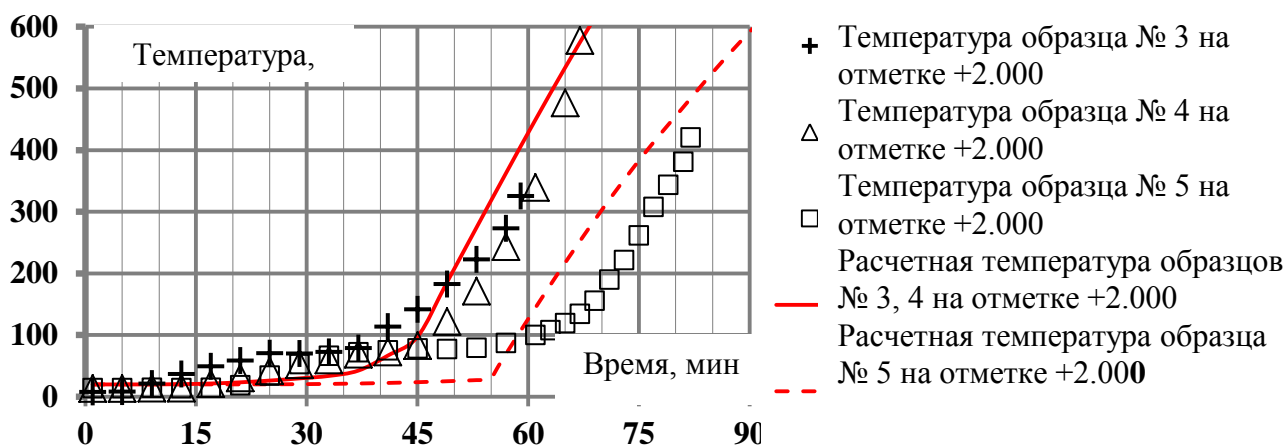 600
500
400
300
200
100
0
Температура,
Время, мин
0 15 30 45 60 75 90
Температура образца № 3 на
отметке +2.000
Температура образца № 4 на
отметке +2.000
Температура образца № 5 на
отметке +2.000
Расчетная температура образцов
№ 3, 4 на отметке +2.000
Расчетная температура образца
№ 5 на отметке +2.000